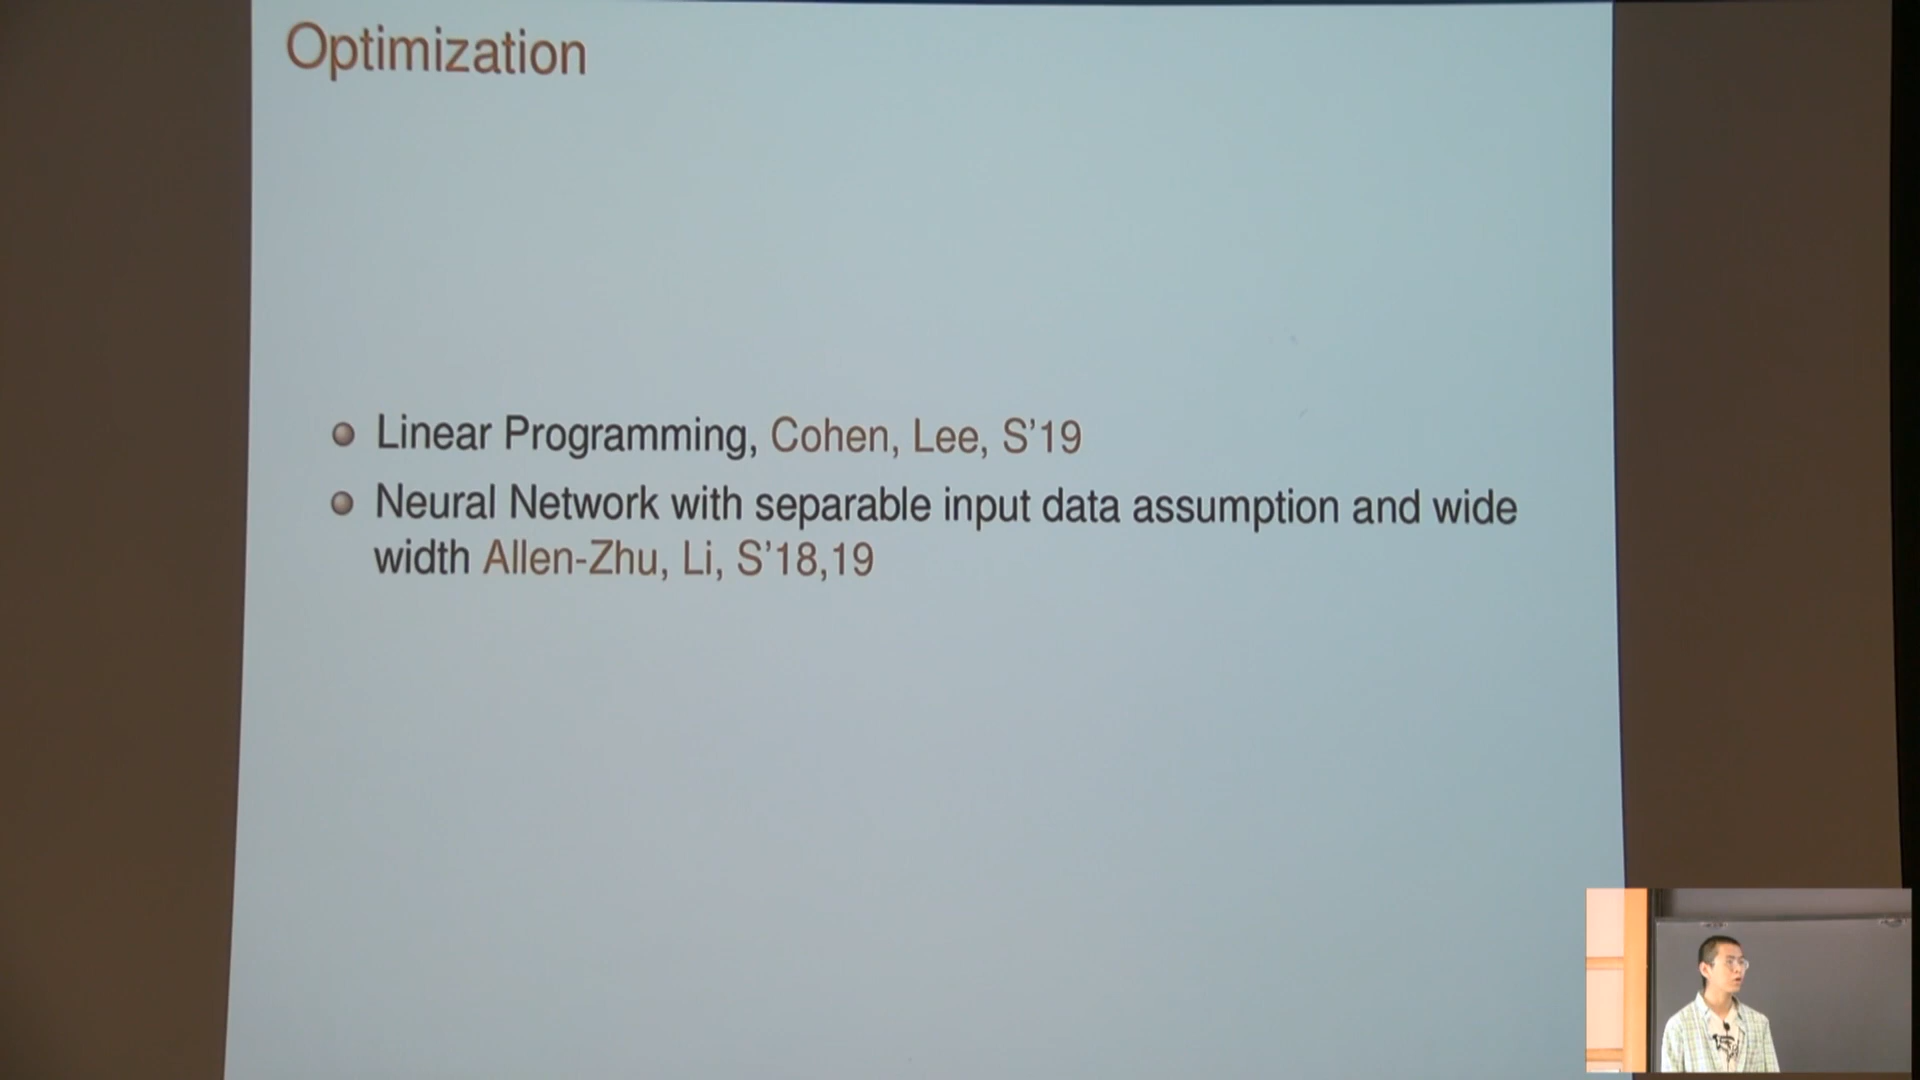 Optimization
Linear Programming, Cohen, Lee, S'19
Neural Network with separable input data assumption and wide
width Allen-Zhu, Li, S'18,19